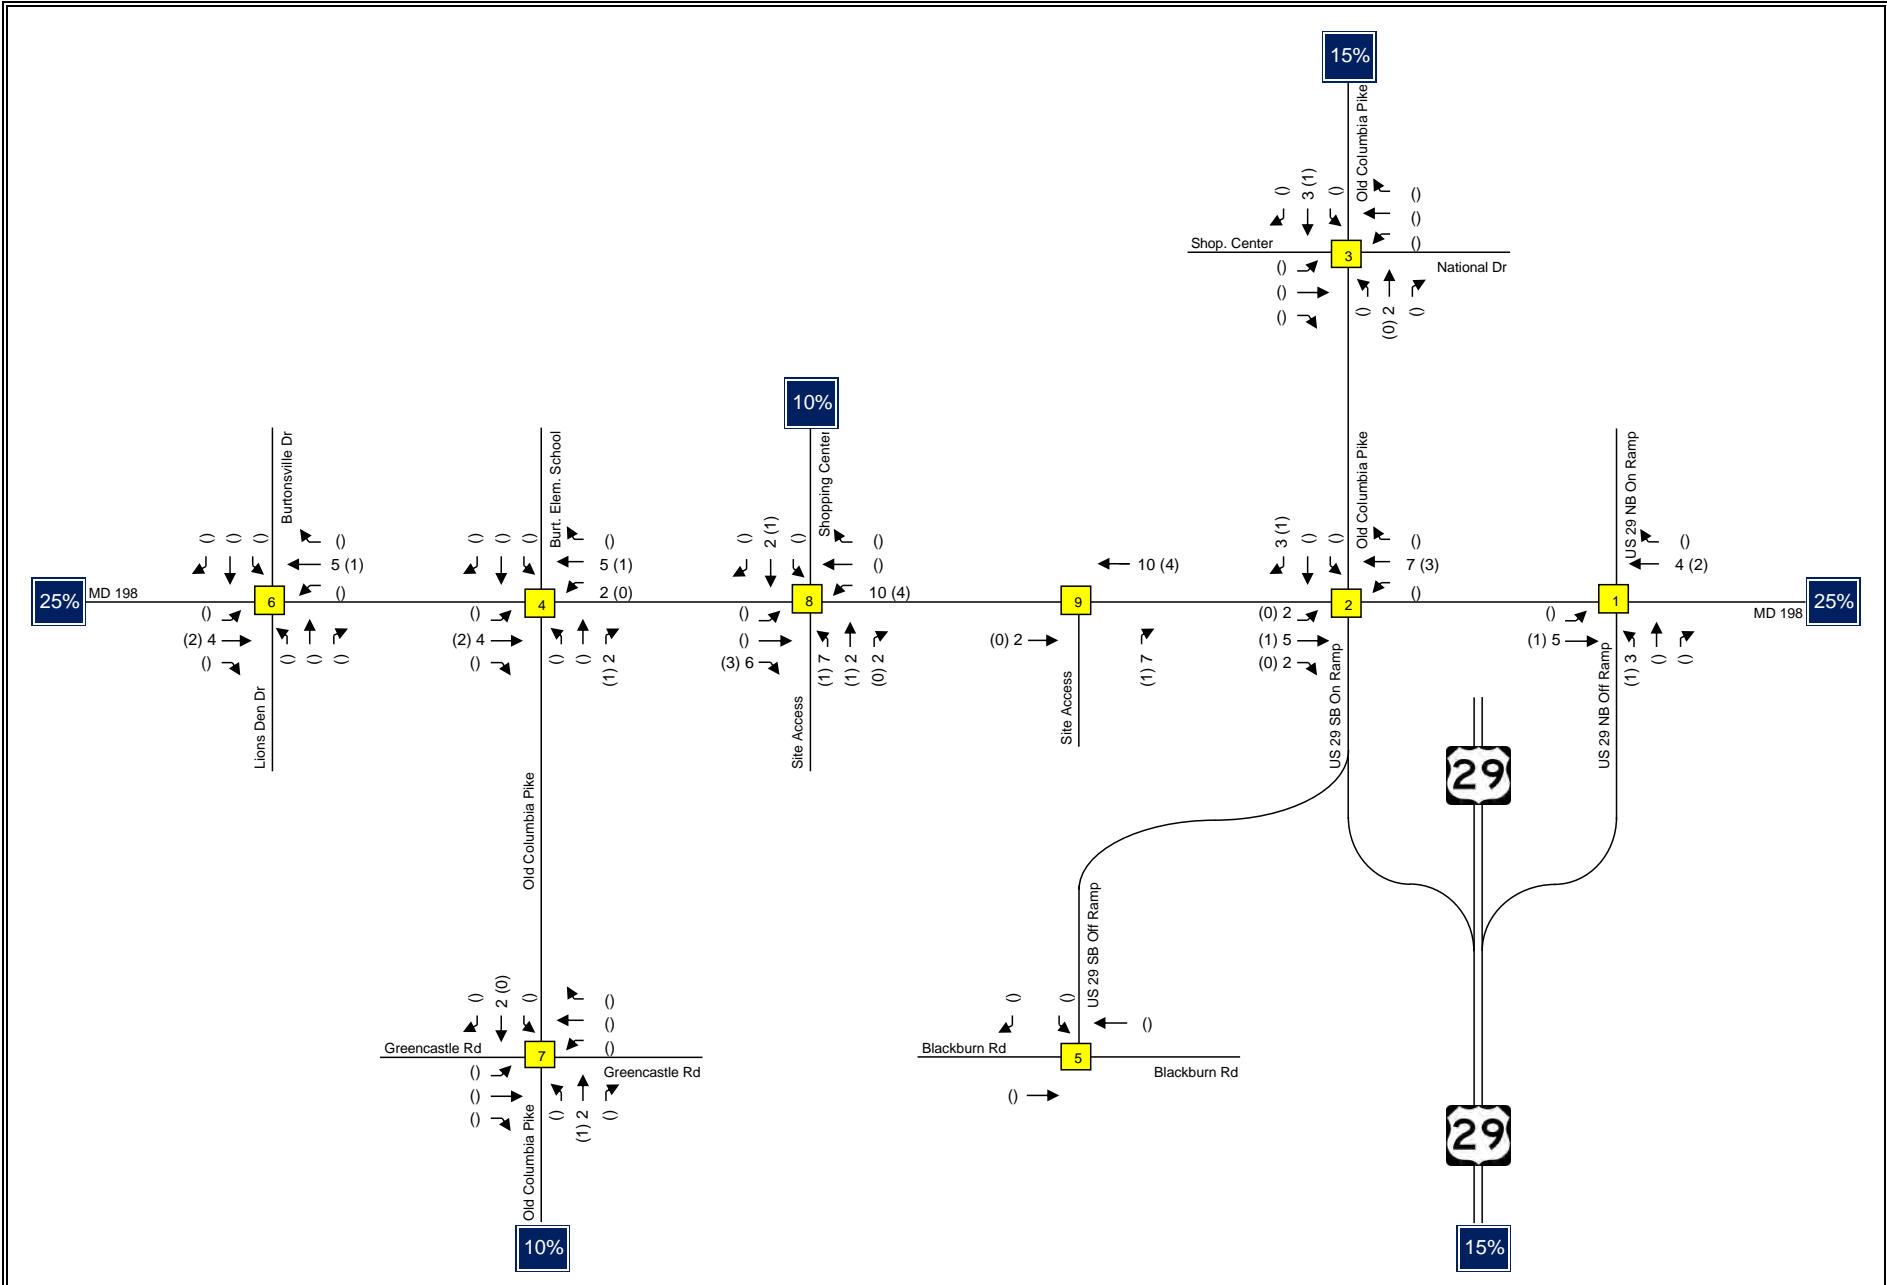 15%
Old Columbia Pike
() 3 (1) ()
()
()
()
Shop. Center
3
National Dr
()
()
()
() (0) 2 ()
10%
Shopping Center
Burtonsville Dr
() () ()
()
5 (1)
()
Burt. Elem. School
() () ()
()
5 (1)
2 (0)
() 2 (1) ()
()
()
10 (4)
10 (4)
Old Columbia Pike
3 (1) () ()
()
7 (3)
()
US 29 NB On Ramp
()
4 (2)
25%
MD 198
6
4
8
9
2
1
MD 198
25%
()
(2) 4
()
() () ()
Lions Den Dr
()
(2) 4
()
() () (1) 2
()
()
(3) 6
(1) 7 (1) 2 (0) 2
Site Access
(0) 2
(1) 7
Site Access
(0) 2
(1) 5
(0) 2
US 29 SB On Ramp
()
(1) 5
(1) 3 () ()
US 29 NB Off Ramp
29
Old Columbia Pike
US 29 SB Off Ramp
() 2 (0) ()
()
()
()
Greencastle Rd
7
Greencastle Rd
()
()
()
() (1) 2 ()
Old Columbia Pike
() ()
()
Blackburn Rd
5
Blackburn Rd
()
29
10%
15%